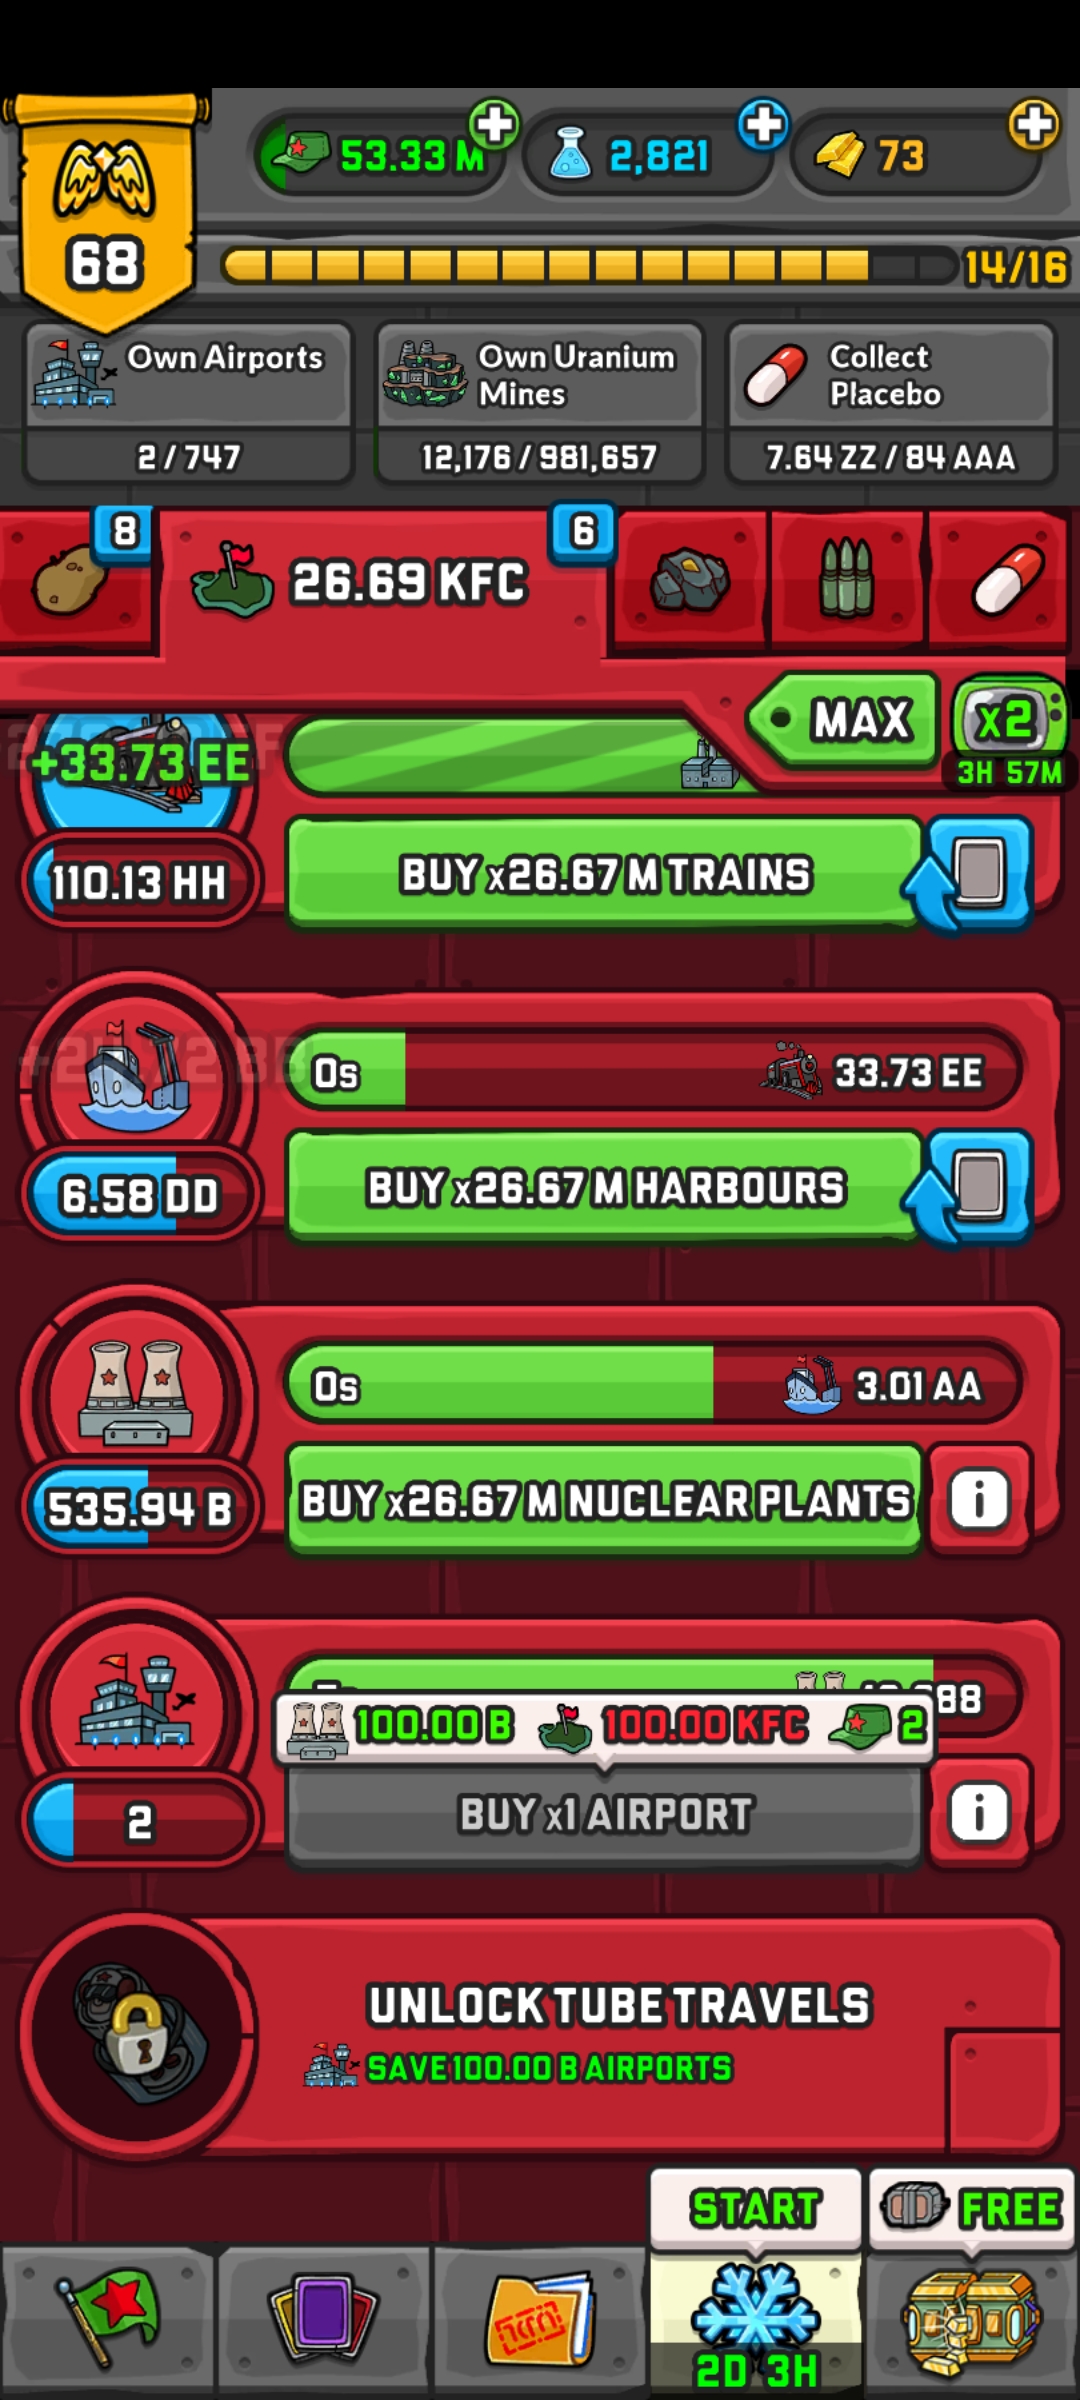 53.33 M
2,821
73
68
14/16
Own Airports
2 / 747
Own Uranium
Mines
12,176 / 981,657
Collect
Placebo
7.64 ZZ / 84 AAA
8
26.69 KFC
6
MAX
x2
3H 57M
+33.73 EE
110.13 HH
BUY x26.67 M TRAINS
0s
33.73 EE
6.58 DD
BUY x26.67 M HARBOURS
0s
3.01 AA
535.94 B
BUY x26.67 M NUCLEAR PLANTS
100.00 B
100.00 KFC
2
2
BUY x1 AIRPORT
UNLOCK TUBE TRAVELS
SAVE 100.00 B AIRPORTS
START
FREE
2D 3H